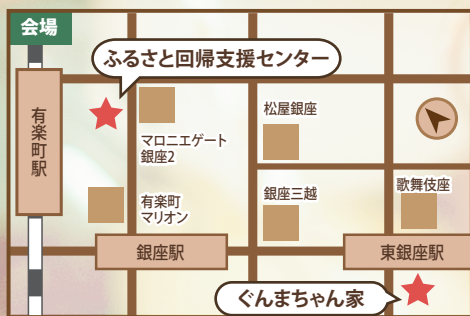 会場
ふるさと回帰支援センター
有楽町駅
マロニエゲート
銀座2
松屋銀座
有楽町
マリオン
銀座三越
歌舞伎座
銀座駅
東銀座駅
ぐんまちゃん家